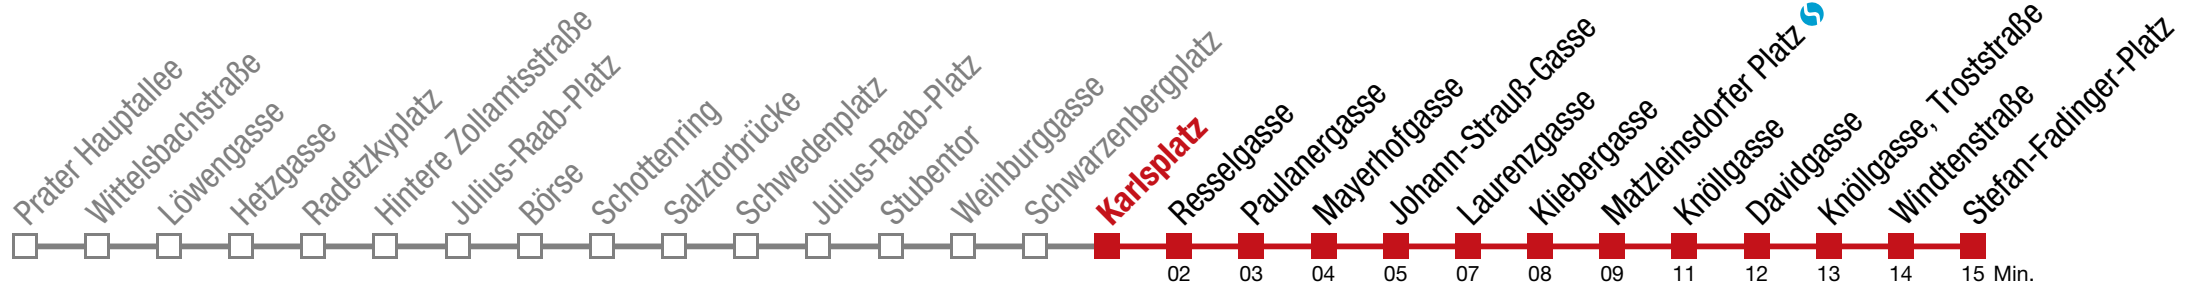 Prater Hauptallee
Wittelsbachstraße
Löwengasse
Hetzgasse
Radetzkyplatz
Hintere Zollamtsstraße
Julius-Raab-Platz
Börse
Schottenring
Salztorbrücke
Schwedenplatz
Julius-Raab-Platz
Stubentor
Weihburggasse
Schwarzenbergplatz
Karlsplatz
Resselgasse
Paulanergasse
Mayerhofgasse
Johann-Strauß-Gasse
Laurenzgasse
Kliebergasse
Matzleinsdorfer Platz
Knöllgasse
Davidgasse
Knöllgasse, Troststraße
Windtenstraße
Stefan-Fadinger-Platz
02 03 04 05 07 08 09 11 12 13 14 15 Min.